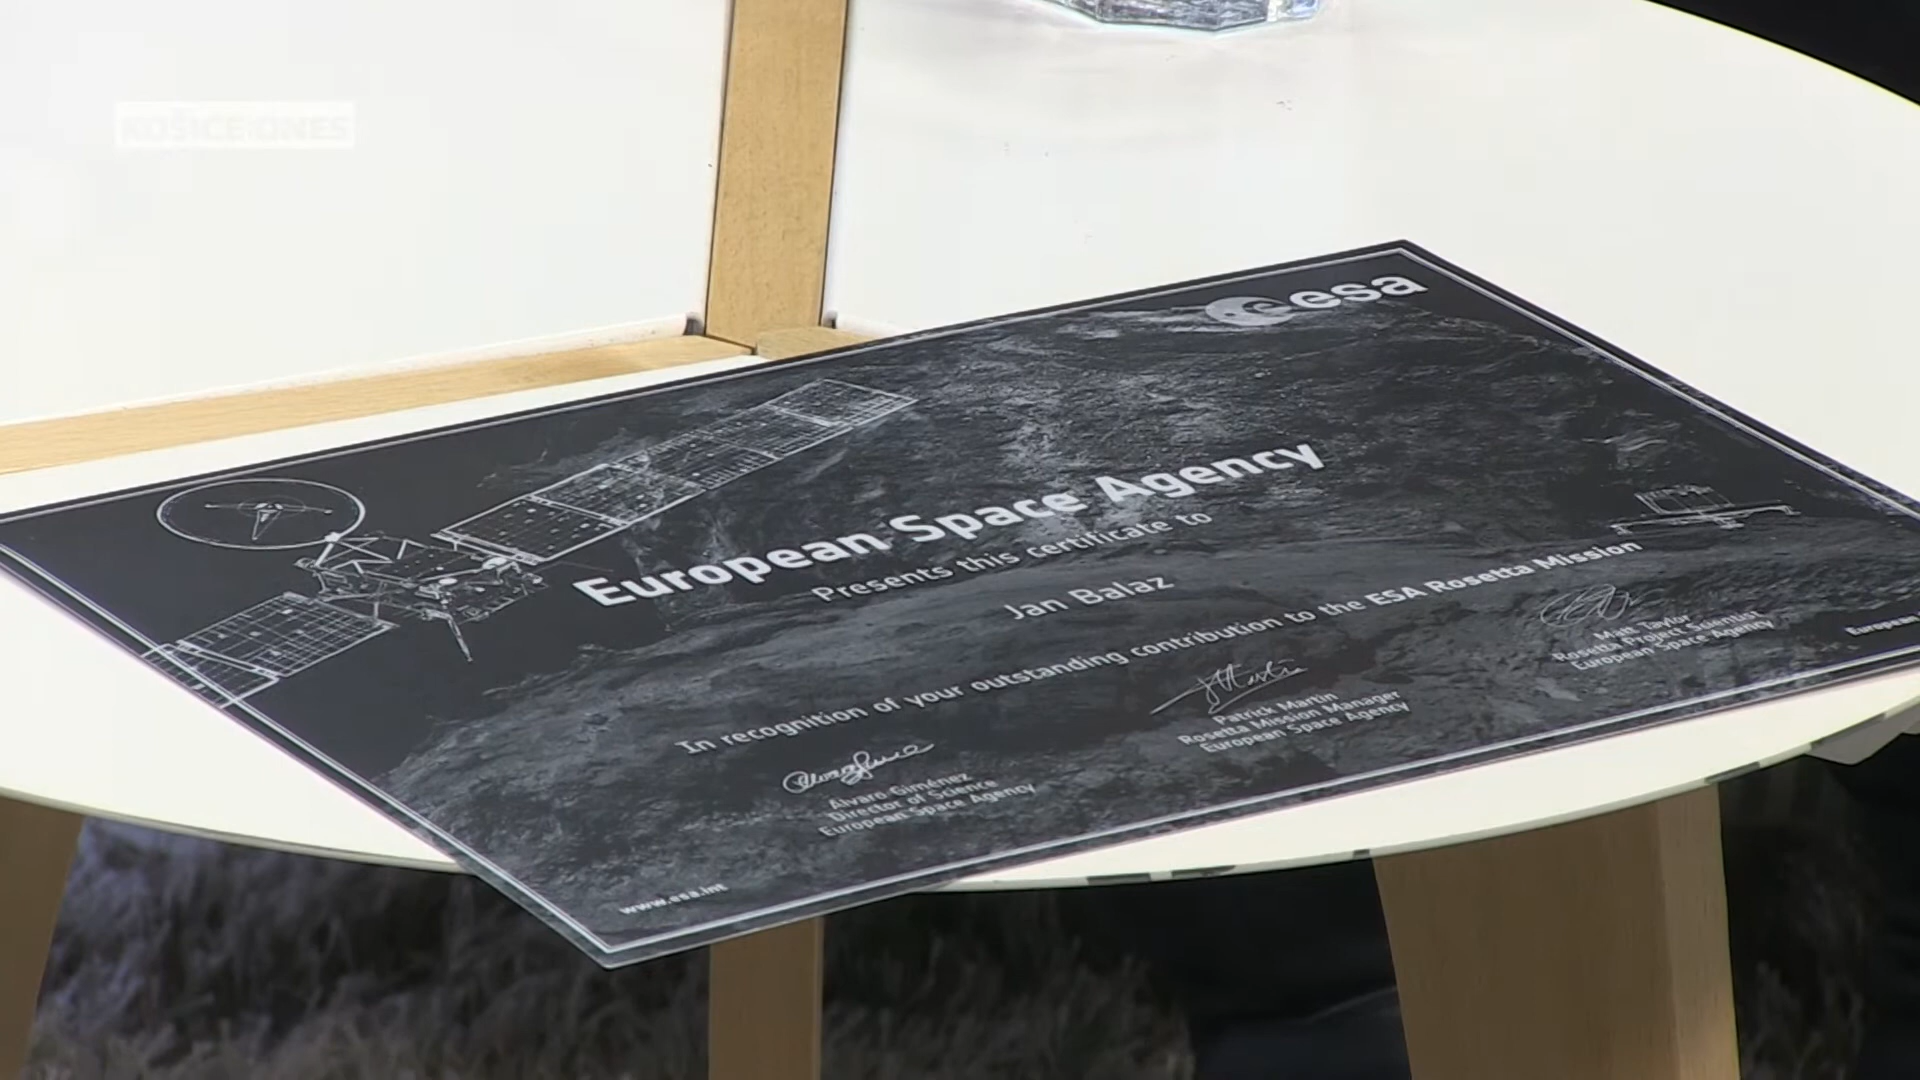 KOŠICE:ONES
esa
European Space Agency
Presents this certificate to
Jan Balaz
In recognition of your outstanding contribution to the ESA Rosetta Mission
Alvaro Giménez
Director of Science
European Space Agency
Patrick Martin
Rosetta Mission Manager
European Space Agency
Matt Taylor
Rosetta Project Scientist
European Space Agency
www.esa.int
European